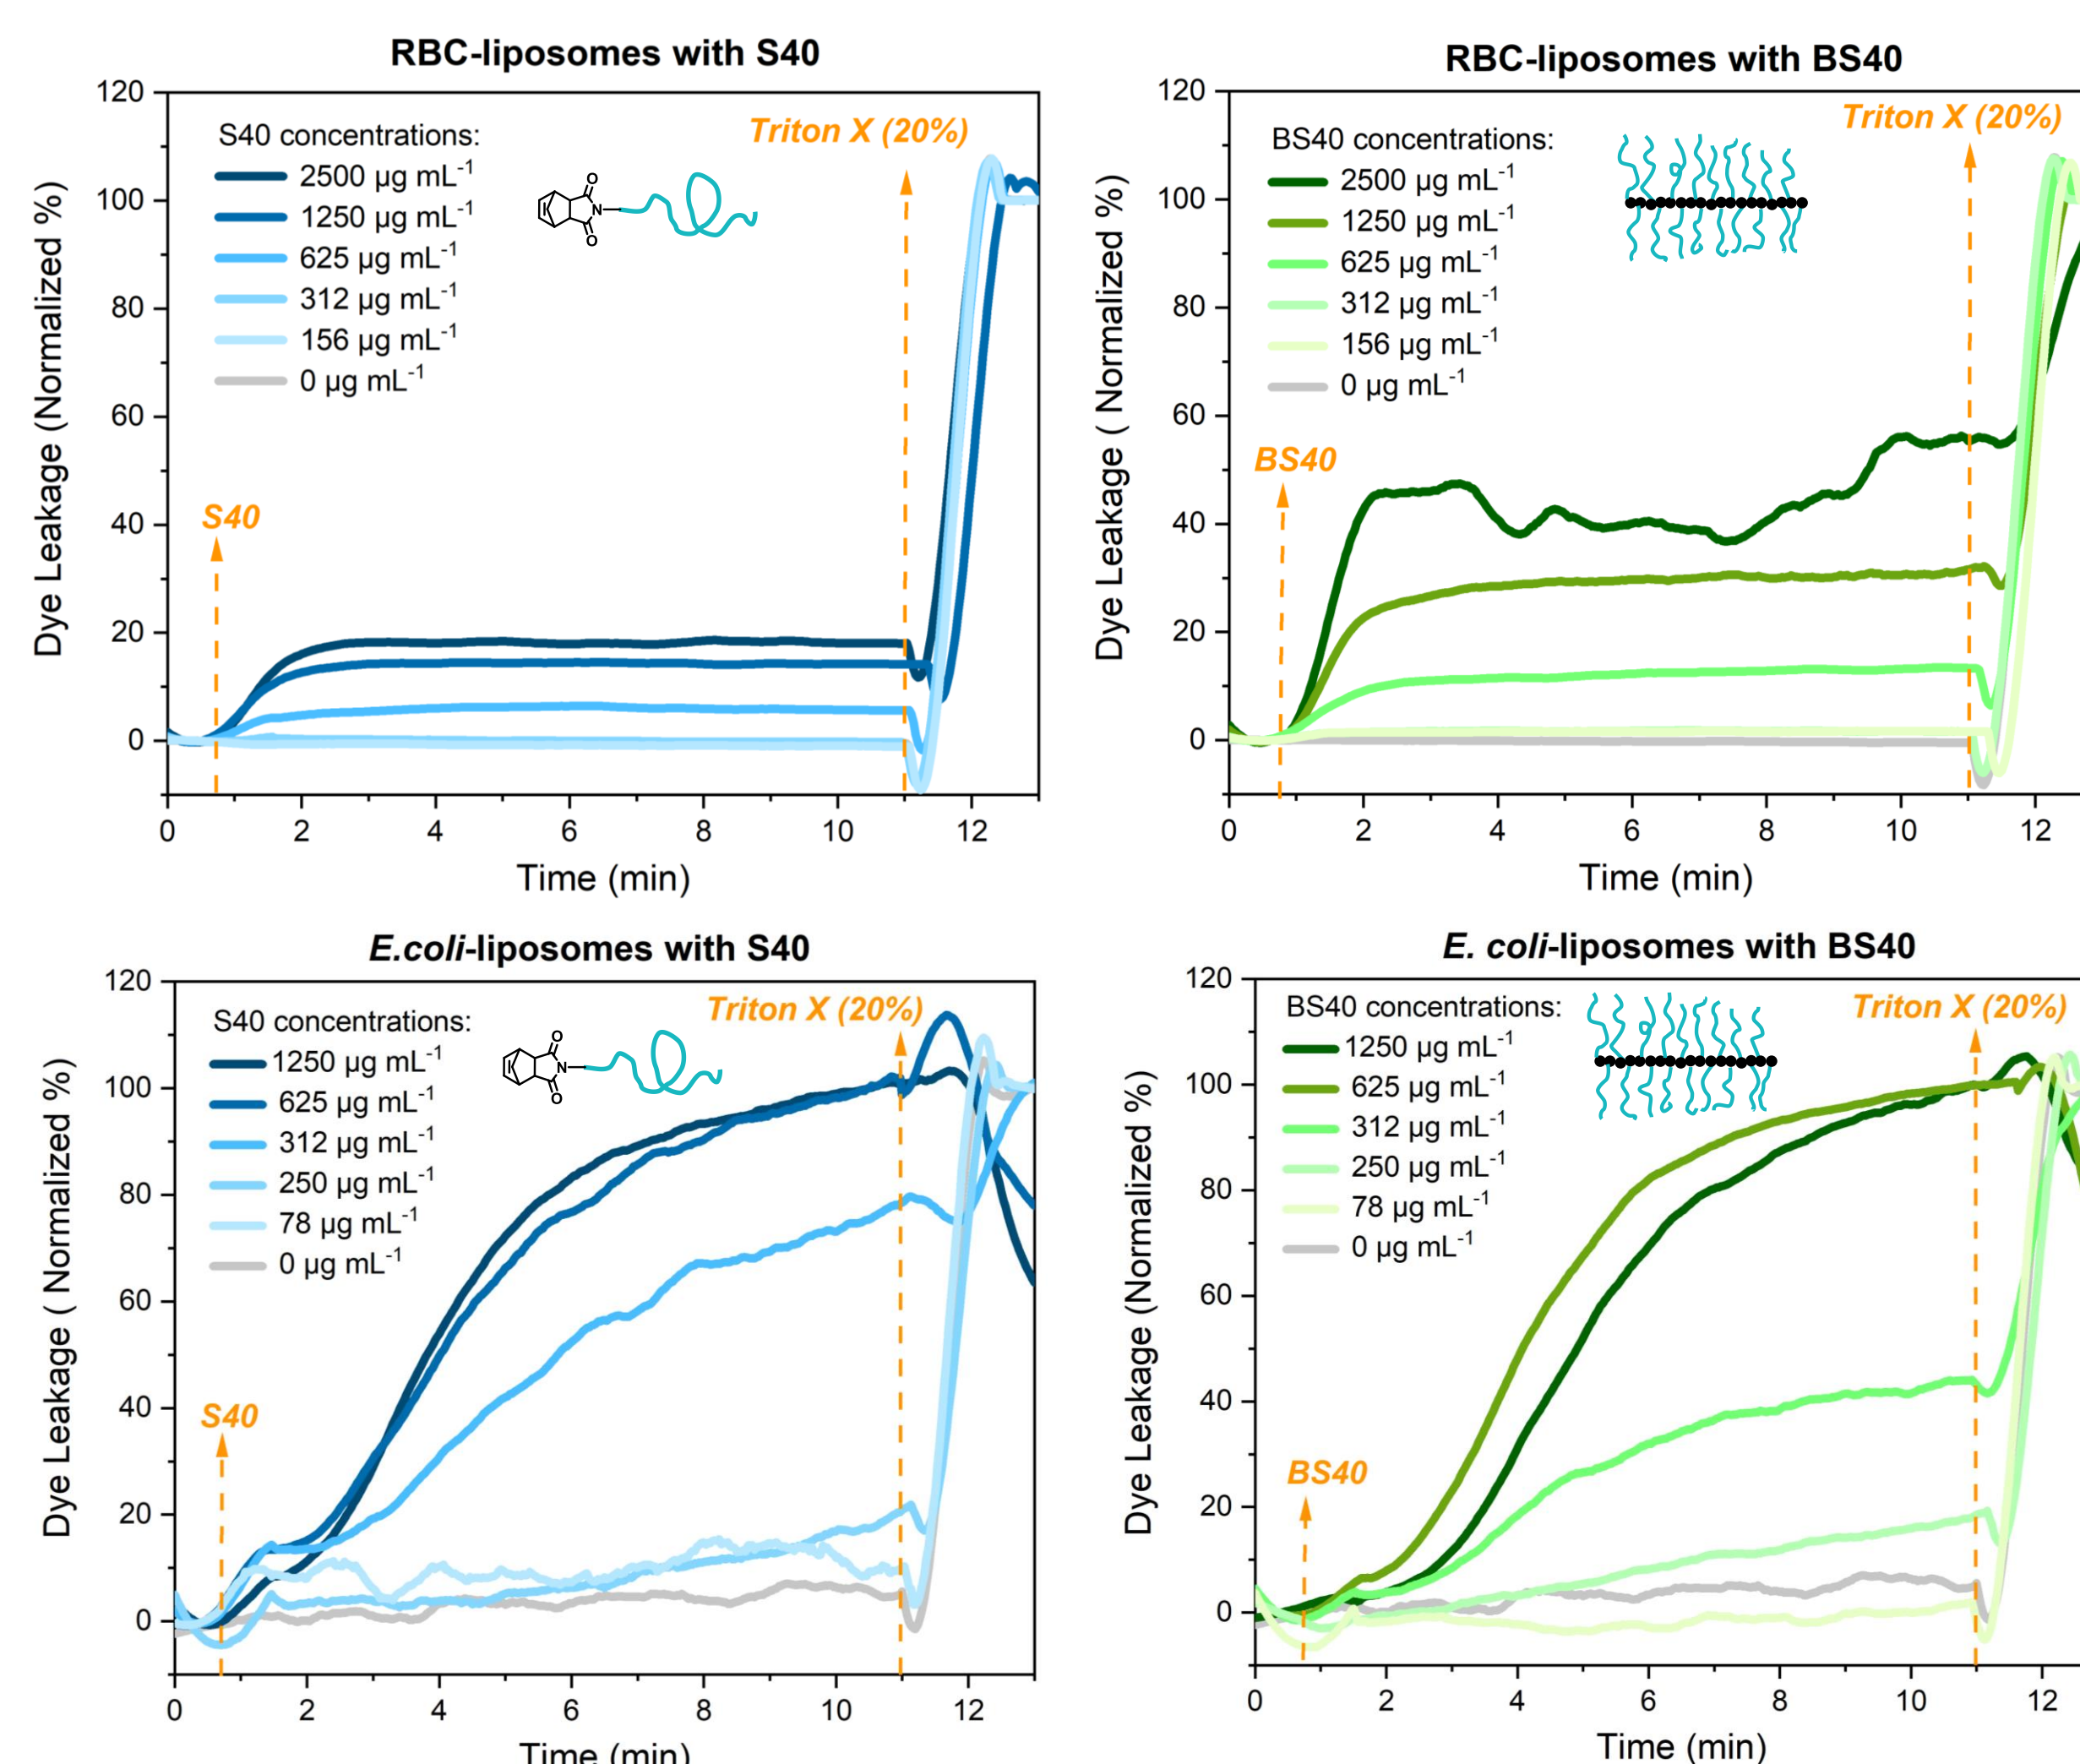 RBC-liposomes with S40
120
100
80
60
40
20
0
Dye Leakage (Normalized %)
S40 concentrations:
2500 µg mL⁻¹
1250 µg mL⁻¹
625 µg mL⁻¹
312 µg mL⁻¹
156 µg mL⁻¹
0 µg mL⁻¹
Triton X (20%)
S40
O
N
O
0 2 4 6 8 10 12
Time (min)
RBC-liposomes with BS40
120
100
80
60
40
20
0
Dye Leakage ( Normalized %)
BS40 concentrations:
2500 µg mL⁻¹
1250 µg mL⁻¹
625 µg mL⁻¹
312 µg mL⁻¹
156 µg mL⁻¹
0 µg mL⁻¹
Triton X (20%)
BS40
0 2 4 6 8 10 12
Time (min)
E.coli-liposomes with S40
120
100
80
60
40
20
0
Dye Leakage ( Normalized %)
S40 concentrations:
1250 µg mL⁻¹
625 µg mL⁻¹
312 µg mL⁻¹
250 µg mL⁻¹
78 µg mL⁻¹
0 µg mL⁻¹
Triton X (20%)
S40
O
N
O
0 2 4 6 8 10 12
Time (min)
E. coli-liposomes with BS40
120
100
80
60
40
20
0
Dye Leakage (Normalized %)
BS40 concentrations:
1250 µg mL⁻¹
625 µg mL⁻¹
312 µg mL⁻¹
250 µg mL⁻¹
78 µg mL⁻¹
0 µg mL⁻¹
Triton X (20%)
BS40
0 2 4 6 8 10 12
Time (min)